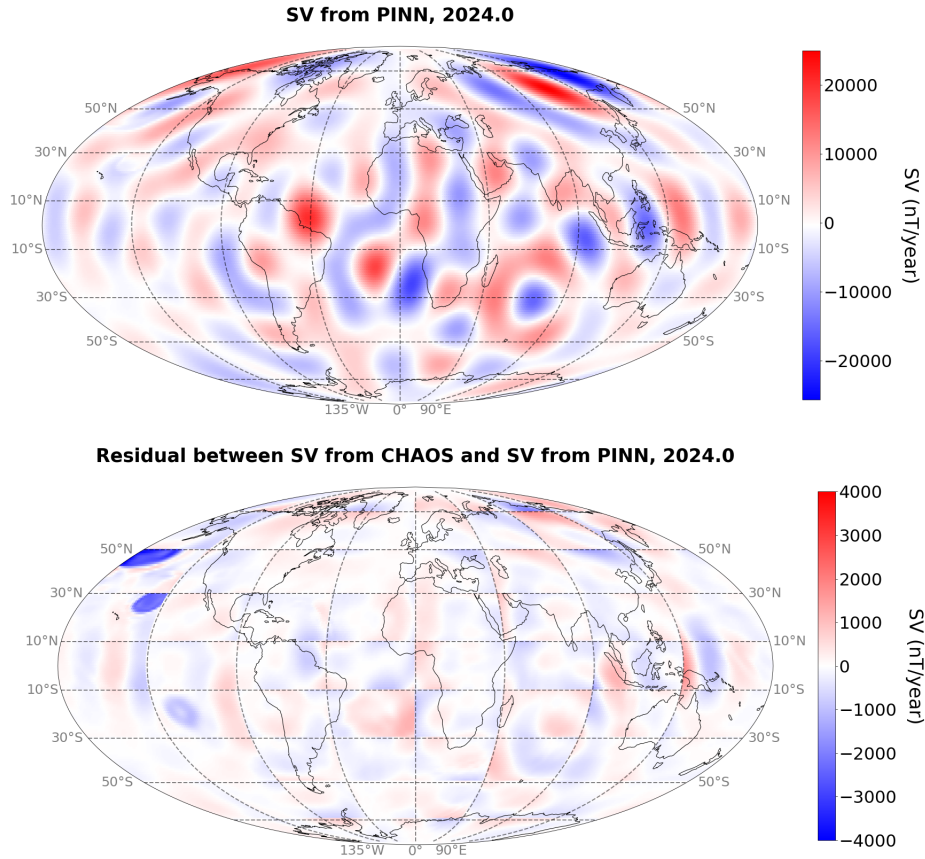 SV from PINN, 2024.0
50°N
30°N
30°N
10°N
10°N
10°S
10°S
30°S
30°S
50°S
50°S
135°W 0° 90°E
20000
10000
0
−10000
−20000
SV (nT/year)
Residual between SV from CHAOS and SV from PINN, 2024.0
50°N
30°N
30°N
10°N
10°N
10°S
10°S
30°S
30°S
50°S
50°S
135°W 0° 90°E
4000
3000
2000
1000
0
−1000
−2000
−3000
−4000
SV (nT/year)